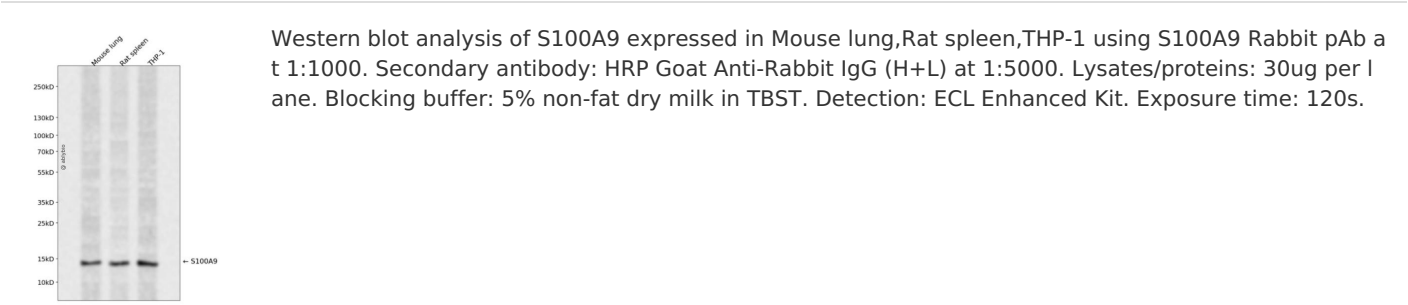 Mouse lung
Rat spleen
THP-1
250kD
130kD
100kD
70kD
55kD
35kD
25kD
15kD
10kD
← S100A9
Western blot analysis of S100A9 expressed in Mouse lung,Rat spleen,THP-1 using S100A9 Rabbit pAb a
t 1:1000. Secondary antibody: HRP Goat Anti-Rabbit IgG (H+L) at 1:5000. Lysates/proteins: 30ug per l
ane. Blocking buffer: 5% non-fat dry milk in TBST. Detection: ECL Enhanced Kit. Exposure time: 120s.